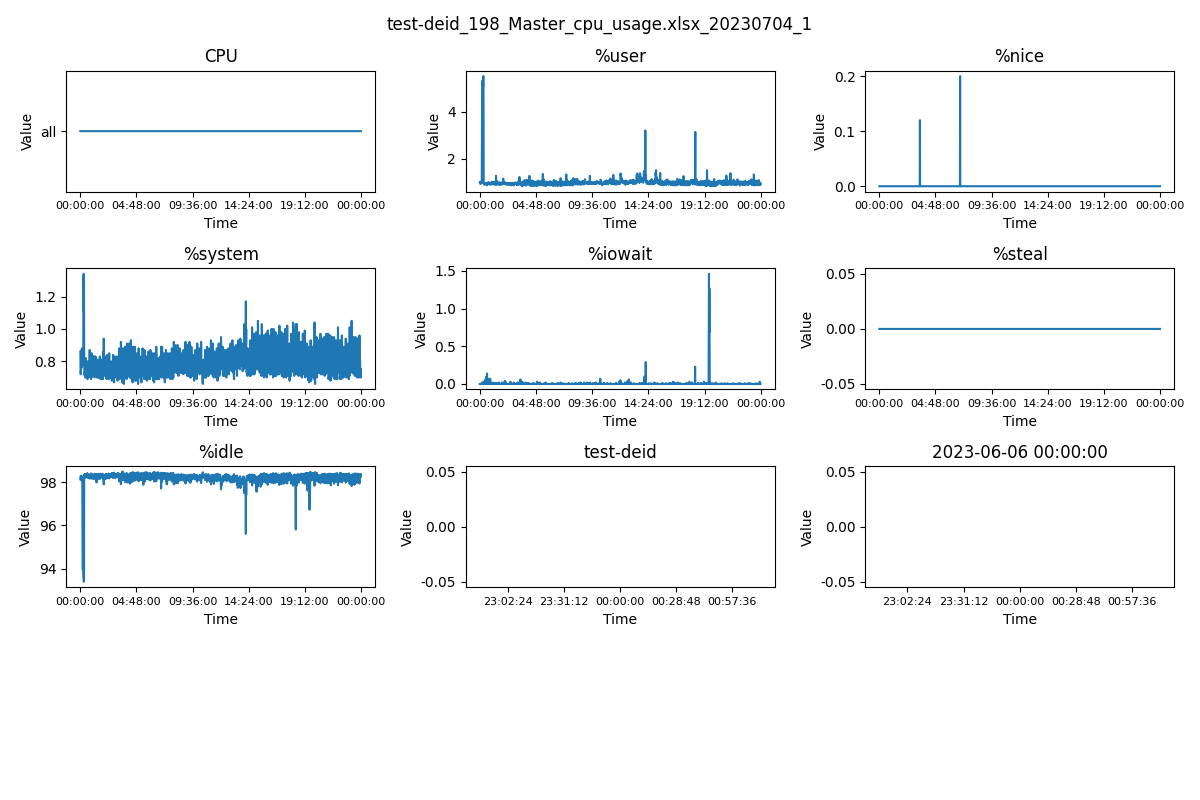 test-deid_198_Master_cpu_usage.xlsx_20230704_1
CPU
Value
all
00:00:00 04:48:00 09:36:00 14:24:00 19:12:00 00:00:00
Time
%user
Value
4
2
00:00:00 04:48:00 09:36:00 14:24:00 19:12:00 00:00:00
Time
%nice
Value
0.2
0.1
0.0
00:00:00 04:48:00 09:36:00 14:24:00 19:12:00 00:00:00
Time
%system
Value
1.2
1.0
0.8
00:00:00 04:48:00 09:36:00 14:24:00 19:12:00 00:00:00
Time
%iowait
Value
1.5
1.0
0.5
0.0
00:00:00 04:48:00 09:36:00 14:24:00 19:12:00 00:00:00
Time
%steal
Value
0.05
0.00
-0.05
00:00:00 04:48:00 09:36:00 14:24:00 19:12:00 00:00:00
Time
%idle
Value
98
96
94
00:00:00 04:48:00 09:36:00 14:24:00 19:12:00 00:00:00
Time
test-deid
Value
0.05
0.00
-0.05
23:02:24 23:31:12 00:00:00 00:28:48 00:57:36
Time
2023-06-06 00:00:00
Value
0.05
0.00
-0.05
23:02:24 23:31:12 00:00:00 00:28:48 00:57:36
Time